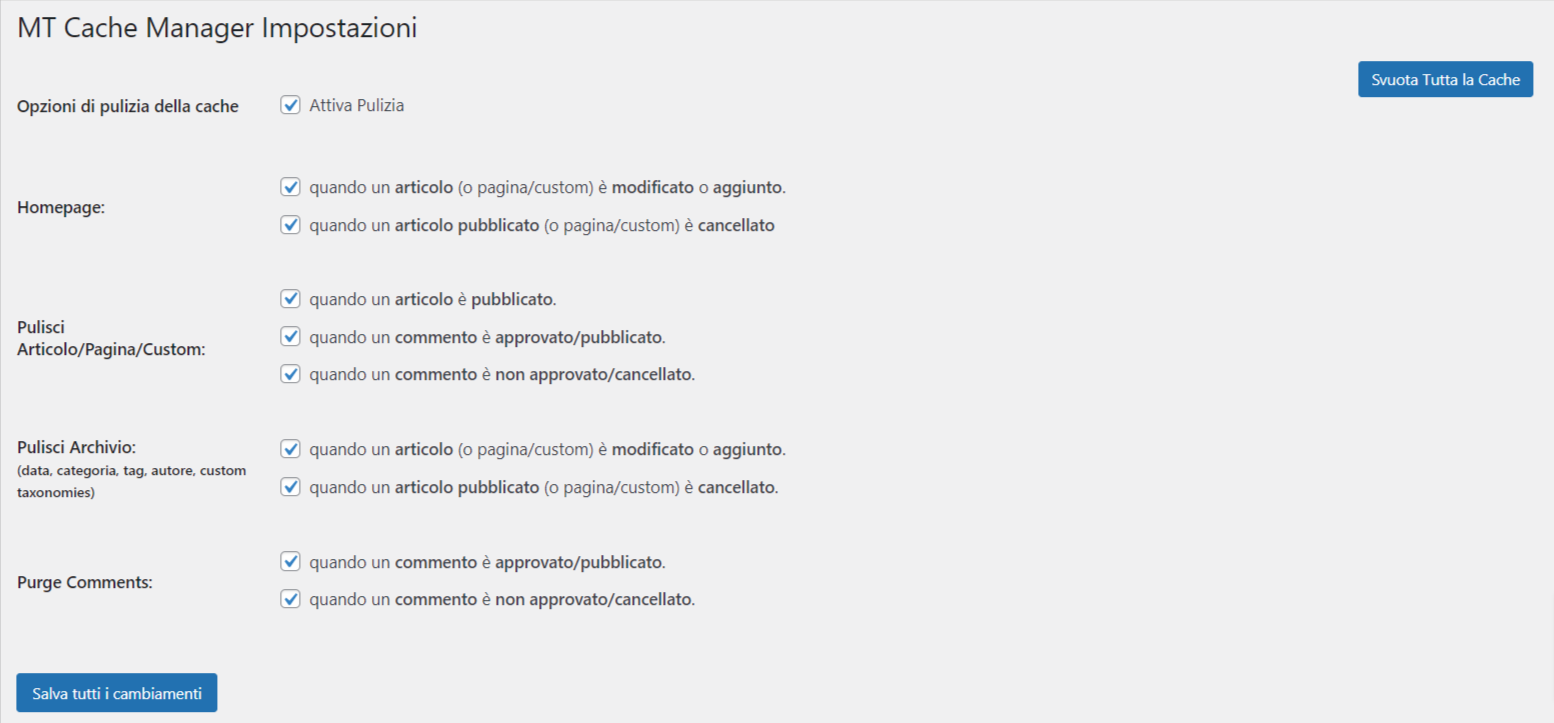 MT Cache Manager Impostazioni
Svuota Tutta la Cache
Opzioni di pulizia della cache
Attiva Pulizia
Homepage:
quando un articolo (o pagina/custom) è modificato o aggiunto.
quando un articolo pubblicato (o pagina/custom) è cancellato
Pulisci
Articolo/Pagina/Custom:
quando un articolo è pubblicato.
quando un commento è approvato/pubblicato.
quando un commento è non approvato/cancellato.
Pulisci Archivio:
(data, categoria, tag, autore, custom
taxonomies)
quando un articolo (o pagina/custom) è modificato o aggiunto.
quando un articolo pubblicato (o pagina/custom) è cancellato.
Purge Comments:
quando un commento è approvato/pubblicato.
quando un commento è non approvato/cancellato.
Salva tutti i cambiamenti